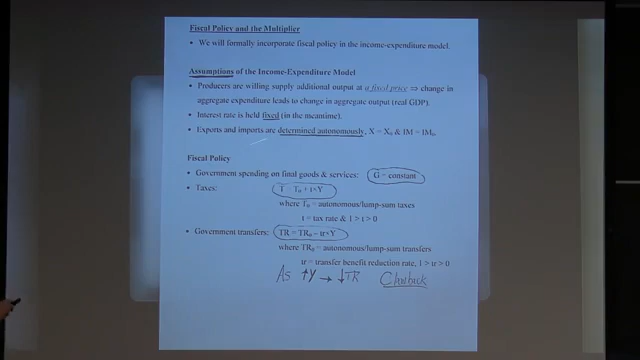 Fiscal Policy and the Multiplier
• We will formally incorporate fiscal policy in the income-expenditure model.
Assumptions of the Income-Expenditure Model
• Producers are willing supply additional output at a fixed price ⇒ change in
aggregate expenditure leads to change in aggregate output (real GDP).
• Interest rate is held fixed (in the meantime).
• Exports and imports are determined autonomously, X = X₀ & IM = IM₀.
Fiscal Policy
• Government spending on final goods & services: G = constant
• Taxes: T = T₀ + t×Y
where T₀ = autonomous/lump-sum taxes
t = tax rate & 1 > t > 0
• Government transfers: TR = TR₀ − tr×Y
where TR₀ = autonomous/lump-sum transfers
tr = transfer benefit reduction rate, 1 > tr > 0
As ↑Y → ↓TR Clawback